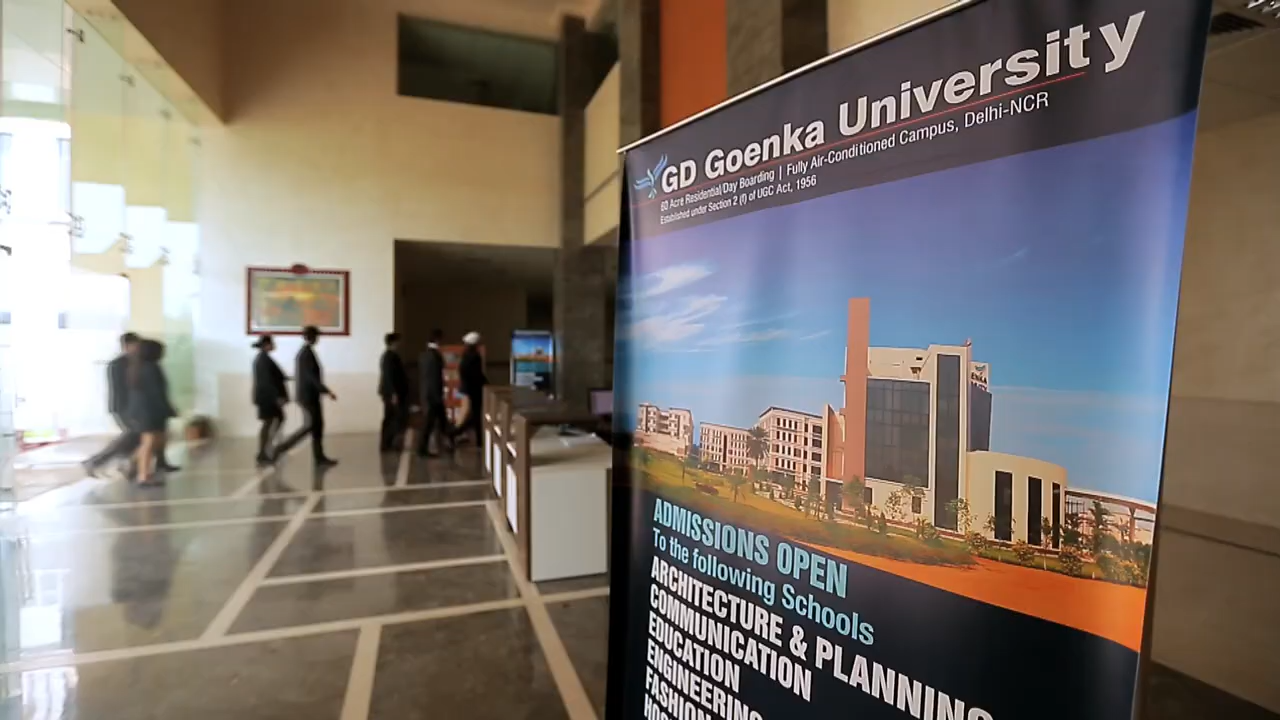 GD Goenka University
60 Acre Residential/Day Boarding | Fully Air-Conditioned Campus, Delhi-NCR
Established under Section 2 (f) of UGC Act, 1956
ADMISSIONS OPEN
To the following Schools
ARCHITECTURE & PLANNING
COMMUNICATION
EDUCATION
ENGINEERING
FASHION